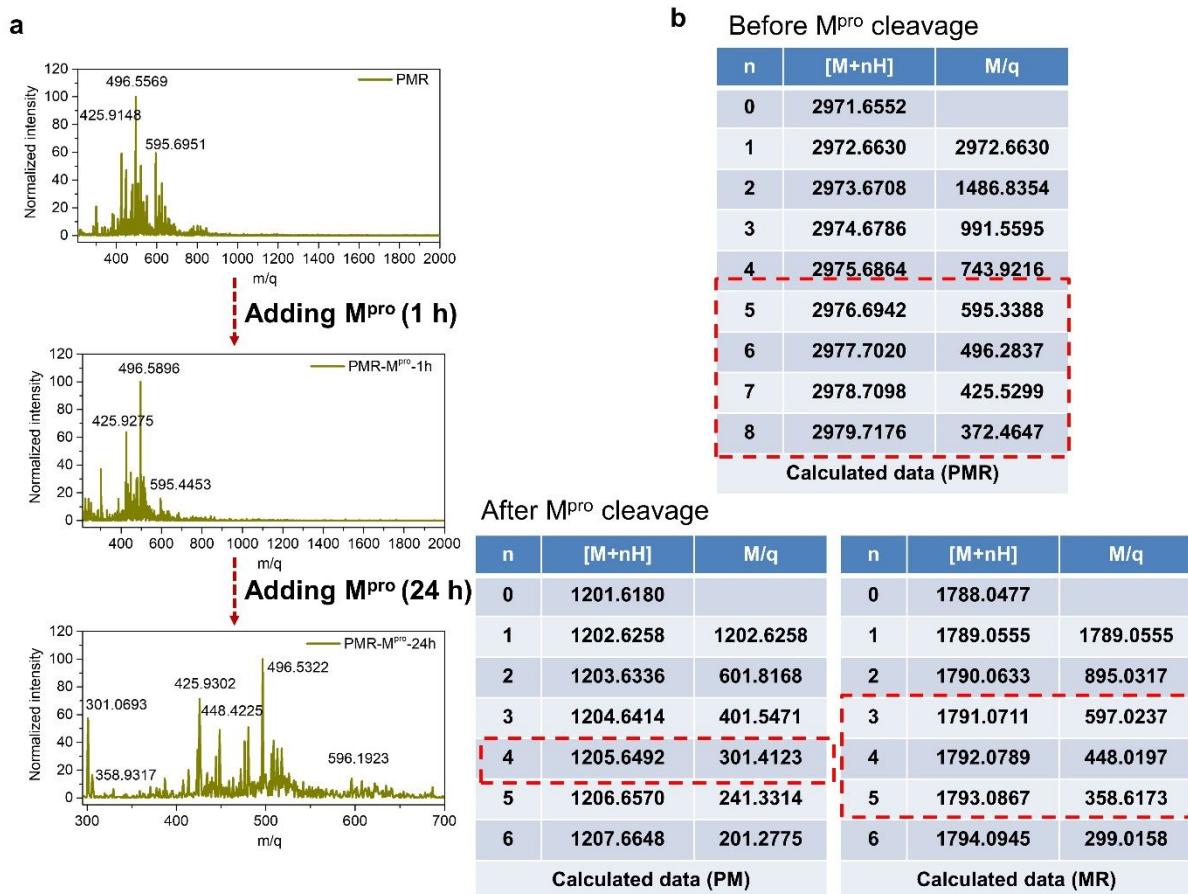 a
120
100
80
60
40
20
0
Normalized intensity
496.5569
425.9148
595.6951
PMR
400 600 800 1000 1200 1400 1600 1800 2000
m/q
Adding Mᵖʳᵒ (1 h)
120
100
80
60
40
20
0
Normalized intensity
496.5896
425.9275
595.4453
PMR-Mᵖʳᵒ-1h
400 600 800 1000 1200 1400 1600 1800 2000
m/q
Adding Mᵖʳᵒ (24 h)
120
100
80
60
40
20
0
Normalized intensity
PMR-Mᵖʳᵒ-24h
496.5322
425.9302
301.0693
448.4225
596.1923
358.9317
300 400 500 600 700
m/q
b
Before Mᵖʳᵒ cleavage
n [M+nH] M/q
0 2971.6552
1 2972.6630 2972.6630
2 2973.6708 1486.8354
3 2974.6786 991.5595
4 2975.6864 743.9216
5 2976.6942 595.3388
6 2977.7020 496.2837
7 2978.7098 425.5299
8 2979.7176 372.4647
Calculated data (PMR)
After Mᵖʳᵒ cleavage
n [M+nH] M/q
0 1201.6180
1 1202.6258 1202.6258
2 1203.6336 601.8168
3 1204.6414 401.5471
4 1205.6492 301.4123
5 1206.6570 241.3314
6 1207.6648 201.2775
Calculated data (PM)
n [M+nH] M/q
0 1788.0477
1 1789.0555 1789.0555
2 1790.0633 895.0317
3 1791.0711 597.0237
4 1792.0789 448.0197
5 1793.0867 358.6173
6 1794.0945 299.0158
Calculated data (MR)